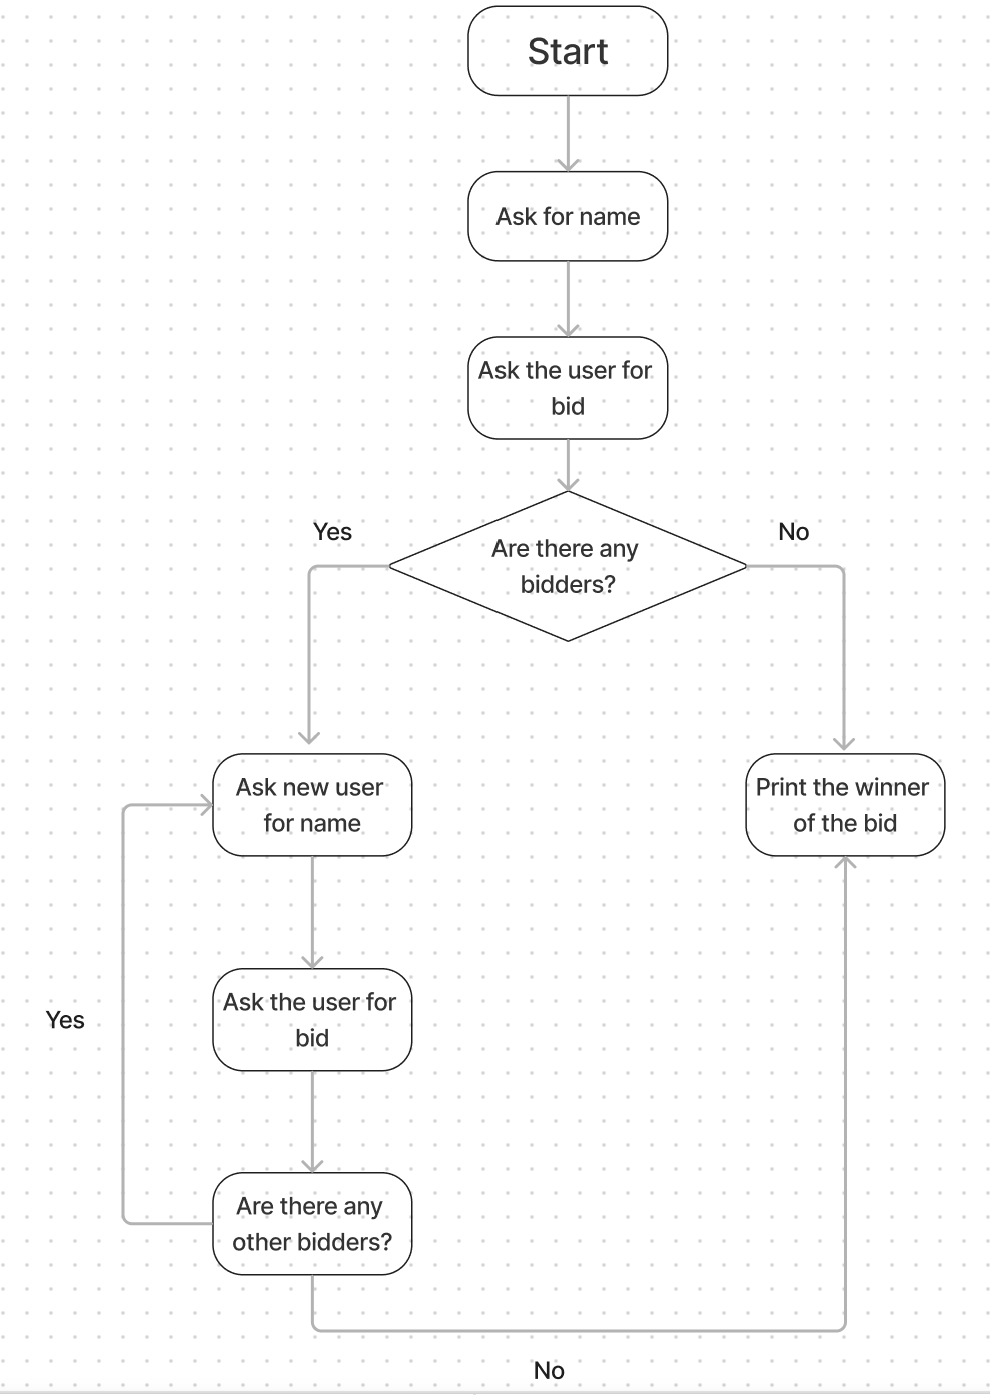 Start
Ask for name
Ask the user for
bid
Yes
Are there any
bidders?
No
Ask new user
for name
Print the winner
of the bid
Ask the user for
bid
Yes
Are there any
other bidders?
No